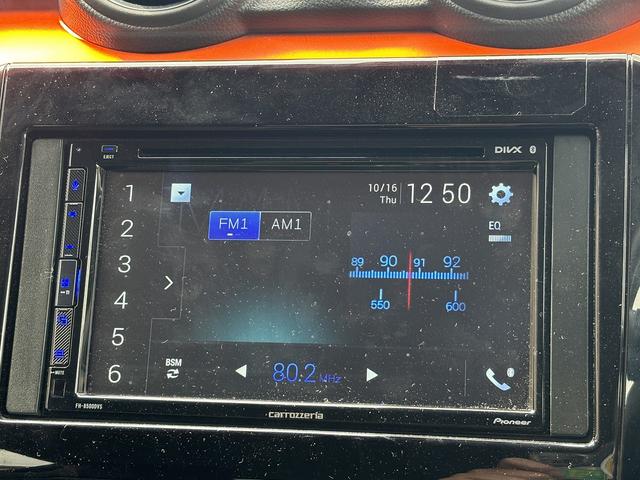 EJECT
DIVX
1
2
3
4
5
6
10/16
Thu
12 50
FM1
AM1
EQ
89 90 91 92
550 600
BSM
80.2 MHz
MUTE
FH-8500DVS
carrozzeria
Pioneer